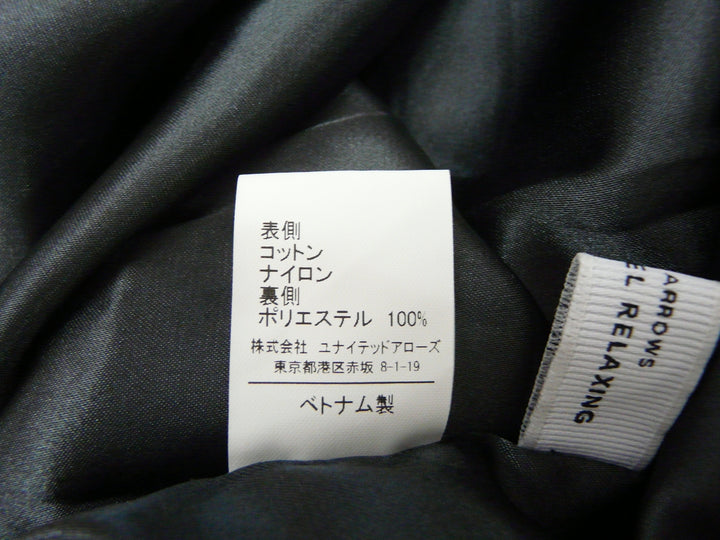 表側
コットン
ナイロン
裏側
ポリエステル 100%
株式会社 ユナイテッドアローズ
東京都港区赤坂 8-1-19
ベトナム製
ARROWS
EL RELAXING